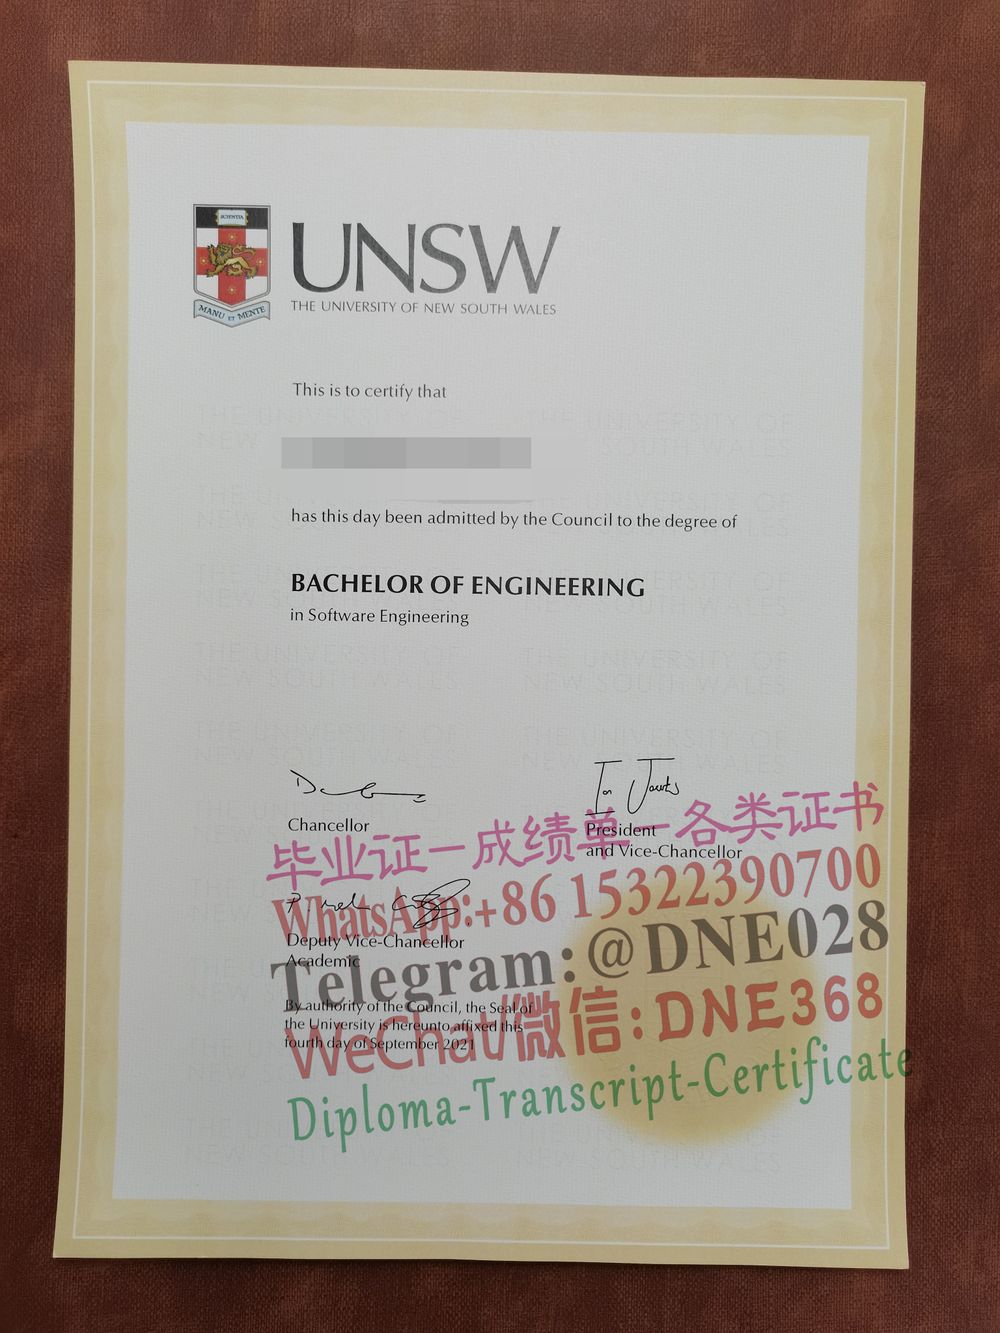 SCIENTIA
MANU ET MENTE
UNSW
THE UNIVERSITY OF NEW SOUTH WALES
This is to certify that
has this day been admitted by the Council to the degree of
BACHELOR OF ENGINEERING
in Software Engineering
Chancellor
President
and Vice-Chancellor
毕业证一成绩单一各类证书
WhatsApp:+86 15322390700
Deputy Vice-Chancellor
Academic
Telegram:@DNE028
By authority of the Council, the Seal of
the University is hereunto affixed this
fourth day of September 2021
WeChat/微信:DNE368
Diploma-Transcript-Certificate